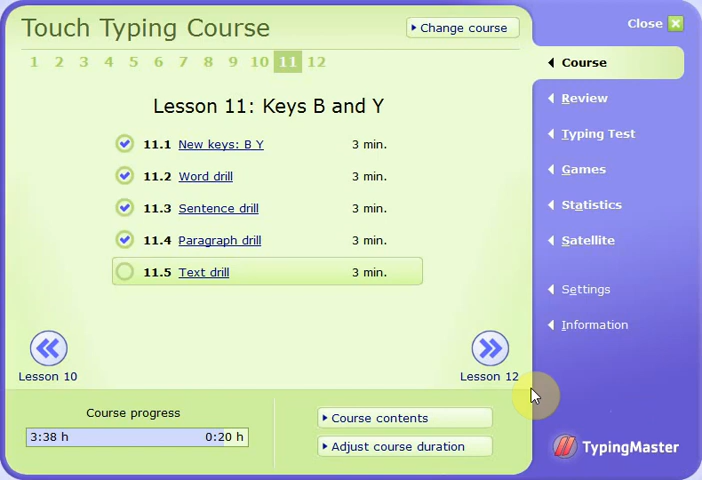 Touch Typing Course
Change course
Close
1 2 3 4 5 6 7 8 9 10 11 12
Lesson 11: Keys B and Y
11.1 New keys: B Y 3 min.
11.2 Word drill 3 min.
11.3 Sentence drill 3 min.
11.4 Paragraph drill 3 min.
11.5 Text drill 3 min.
Lesson 10
Lesson 12
Course progress
3:38 h 0:20 h
Course contents
Adjust course duration
Course
Review
Typing Test
Games
Statistics
Satellite
Settings
Information
TypingMaster